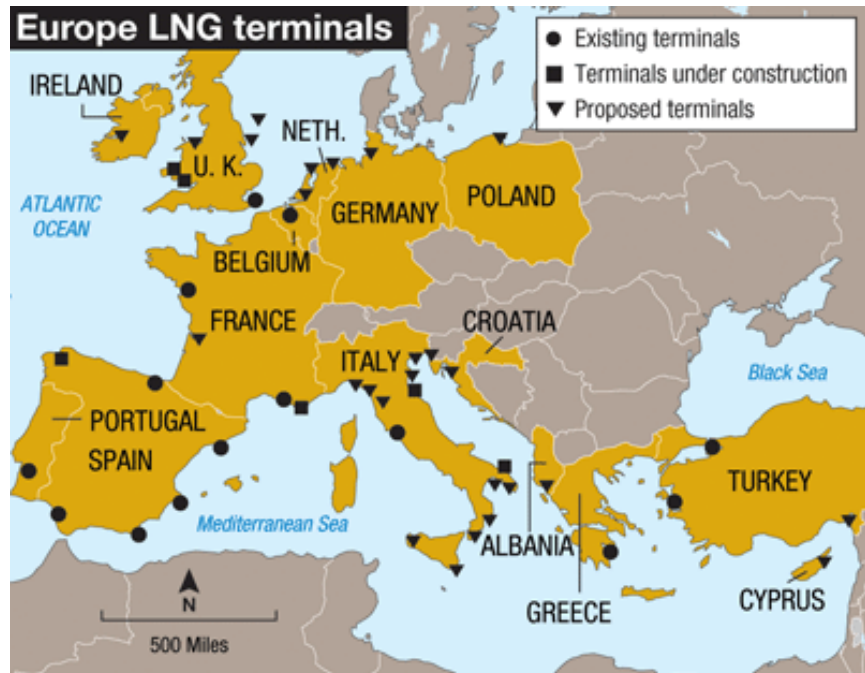 Europe LNG terminals
Existing terminals
Terminals under construction
Proposed terminals
IRELAND
NETH.
U. K.
POLAND
GERMANY
ATLANTIC
OCEAN
BELGIUM
FRANCE
CROATIA
ITALY
Black Sea
PORTUGAL
SPAIN
TURKEY
Mediterranean Sea
ALBANIA
N
CYPRUS
GREECE
500 Miles